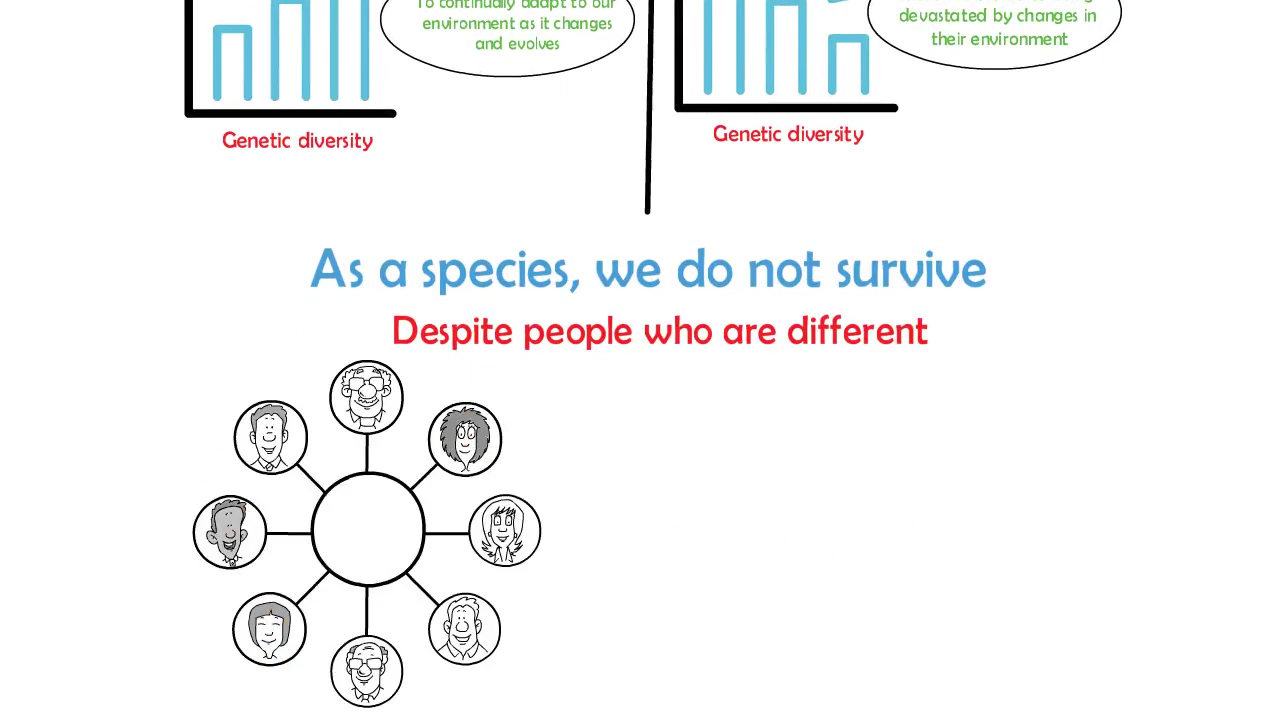 To continually adapt to our
environment as it changes
and evolves
devastated by changes in
their environment
Genetic diversity
Genetic diversity
As a species, we do not survive
Despite people who are different